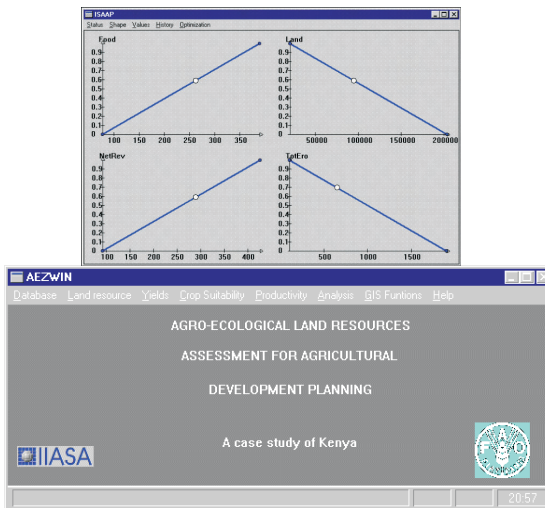 ISAAP
Status Shape Values History Optimization
Food
0.9
0.8
0.7
0.6
0.5
0.4
0.3
0.2
0.1
0
100 150 200 250 300 350
Land
0.9
0.8
0.7
0.6
0.5
0.4
0.3
0.2
0.1
0
50000 100000 150000 200000
NetRev
0.9
0.8
0.7
0.6
0.5
0.4
0.3
0.2
0.1
0
100 150 200 250 300 350 400
TotEro
0.9
0.8
0.7
0.6
0.5
0.4
0.3
0.2
0.1
0
500 1000 1500
AEZWIN
Database Land resource Yields Crop Suitability Productivity Analysis GIS Funtions Help
AGRO-ECOLOGICAL LAND RESOURCES
ASSESSMENT FOR AGRICULTURAL
DEVELOPMENT PLANNING
A case study of Kenya
IIASA
F A O
20:57